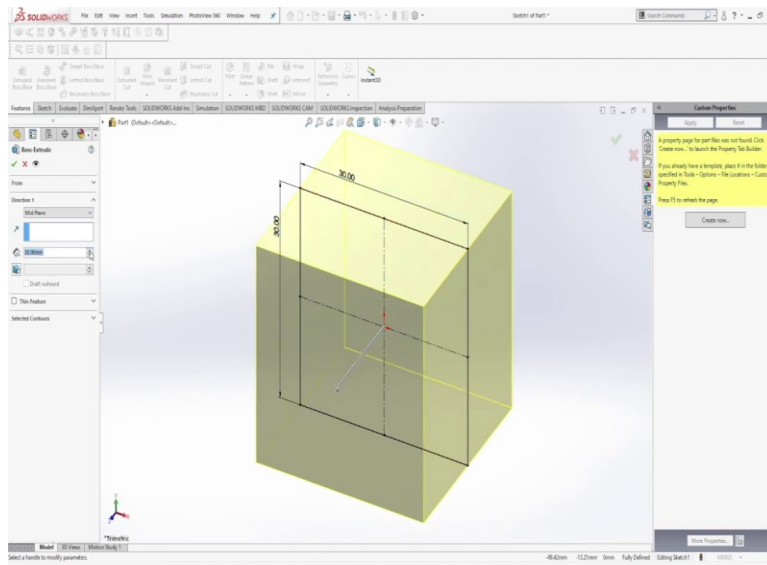 SOLIDWORKS File Edit View Insert Tools Simulation PhotoView 360 Window Help
Sketch1 of Part1 *
Search Commands
Swept Boss/Base
Lofted Boss/Base
Boundary Boss/Base
Extruded Boss/Base
Revolved Boss/Base
Extruded Cut
Hole Wizard
Revolved Cut
Swept Cut
Lofted Cut
Boundary Cut
Fillet
Linear Pattern
Rib
Draft
Shell
Wrap
Intersect
Mirror
Reference Geometry
Curves
Instant3D
Features Sketch Evaluate DimXpert Render Tools SOLIDWORKS Add-Ins Simulation SOLIDWORKS MBD SOLIDWORKS CAM SOLIDWORKS Inspection Analysis Preparation
Part1 (Default<<Default>...
Boss-Extrude
From
Direction 1
Mid Plane
30.00mm
Draft outward
Thin Feature
Selected Contours
30.00
30.00
*Trimetric
Custom Properties
Apply Reset
A property page for part files was not found. Click
'Create now...' to launch the Property Tab Builder.
If you already have a template, place it in the folder
specified in Tools - Options - File Locations - Custo
Property Files..
Press F5 to refresh the page.
Create now...
More Properties...
Model 3D Views Motion Study 1
Select a handle to modify parameters
-49.42mm -13.21mm 0mm Fully Defined Editing Sketch1 MMGS